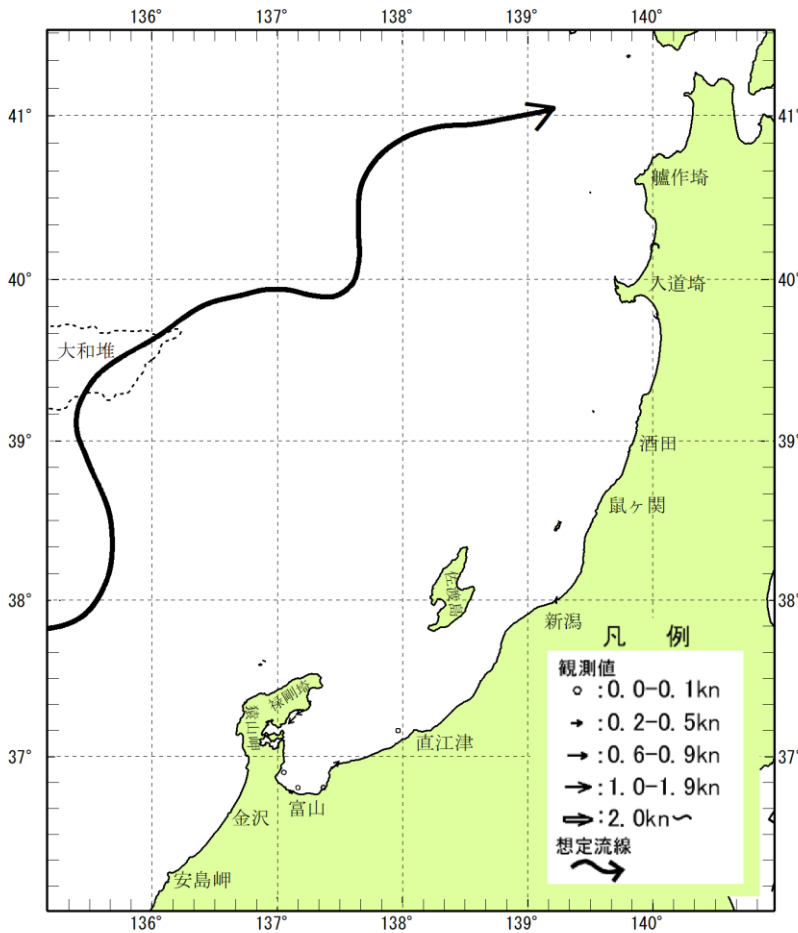 136° 137° 138° 139° 140°
41° 41°
艫作埼
40° 40°
入道埼
大和堆
39° 39°
酒田
鼠ヶ関
38° 38°
佐渡島
新潟
凡 例
観測値
:0.0-0.1kn
:0.2-0.5kn
:0.6-0.9kn
:1.0-1.9kn
:2.0kn〜
想定流線
禄剛埼
猿山岬
37° 37°
直江津
富山
金沢
安島岬
136° 137° 138° 139° 140°